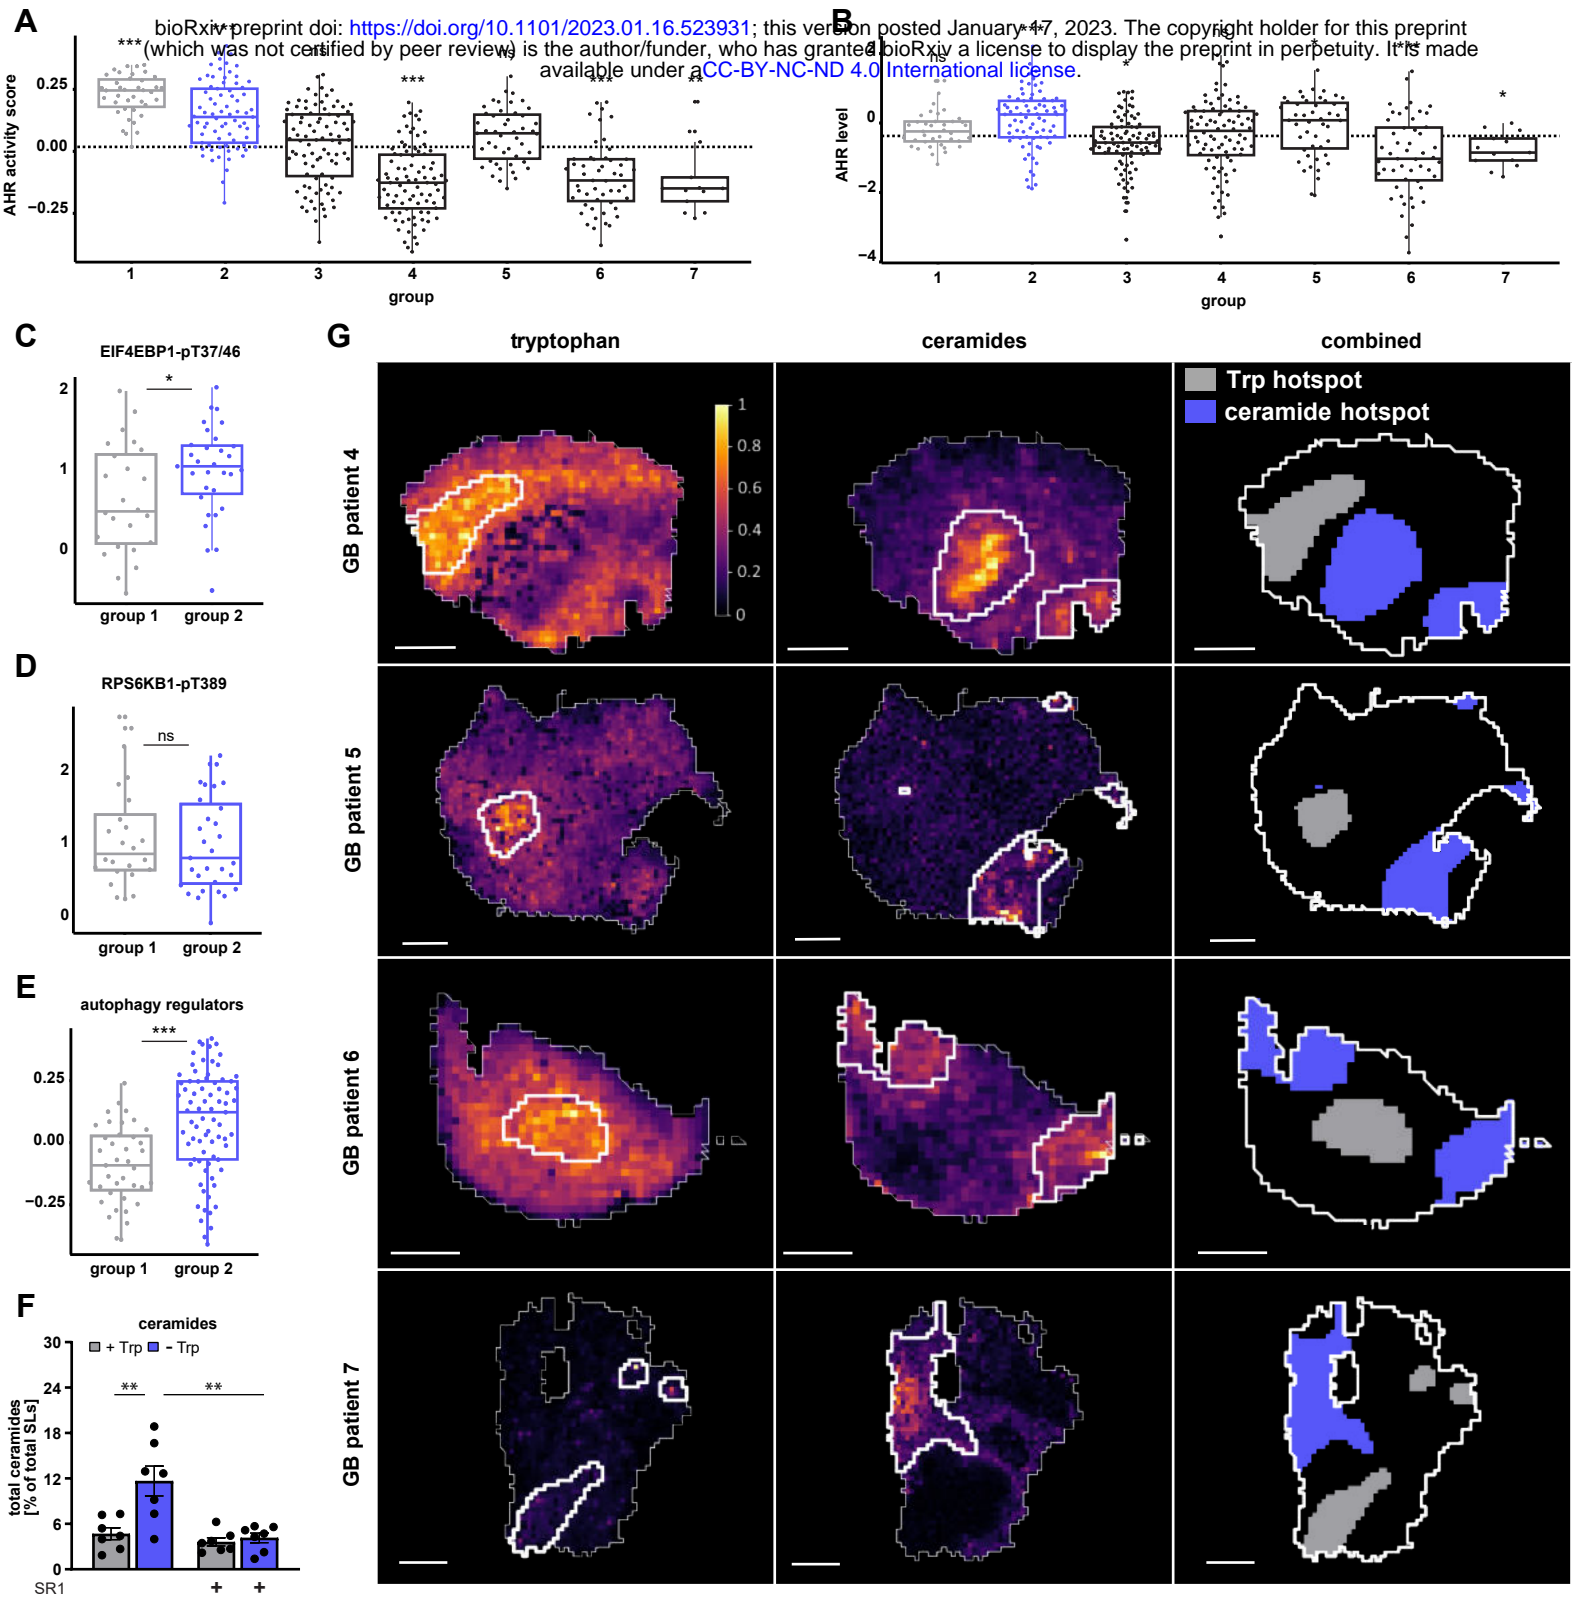 A
B
bioRxiv preprint doi: https://doi.org/10.1101/2023.01.16.523931; this version posted January 17, 2023. The copyright holder for this preprint
(which was not certified by peer review) is the author/funder, who has granted bioRxiv a license to display the preprint in perpetuity. It is made
available under aCC-BY-NC-ND 4.0 International license.
AHR activity score
0.25
0.00
−0.25
***
***
ns
***
ns
***
**
1 2 3 4 5 6 7
group
AHR level
2
0
−2
−4
ns
*
ns
*
***
*
1 2 3 4 5 6 7
group
C
EIF4EBP1-pT37/46
*
2
1
0
group 1 group 2
D
RPS6KB1-pT389
ns
2
1
0
group 1 group 2
E
autophagy regulators
***
0.25
0.00
−0.25
group 1 group 2
F
ceramides
+ Trp - Trp
total ceramides
[% of total SLs]
30
24
18
12
6
0
** **
SR1 + +
G
tryptophan ceramides combined
Trp hotspot
ceramide hotspot
1
0.8
0.6
0.4
0.2
0
GB patient 4
GB patient 5
GB patient 6
GB patient 7